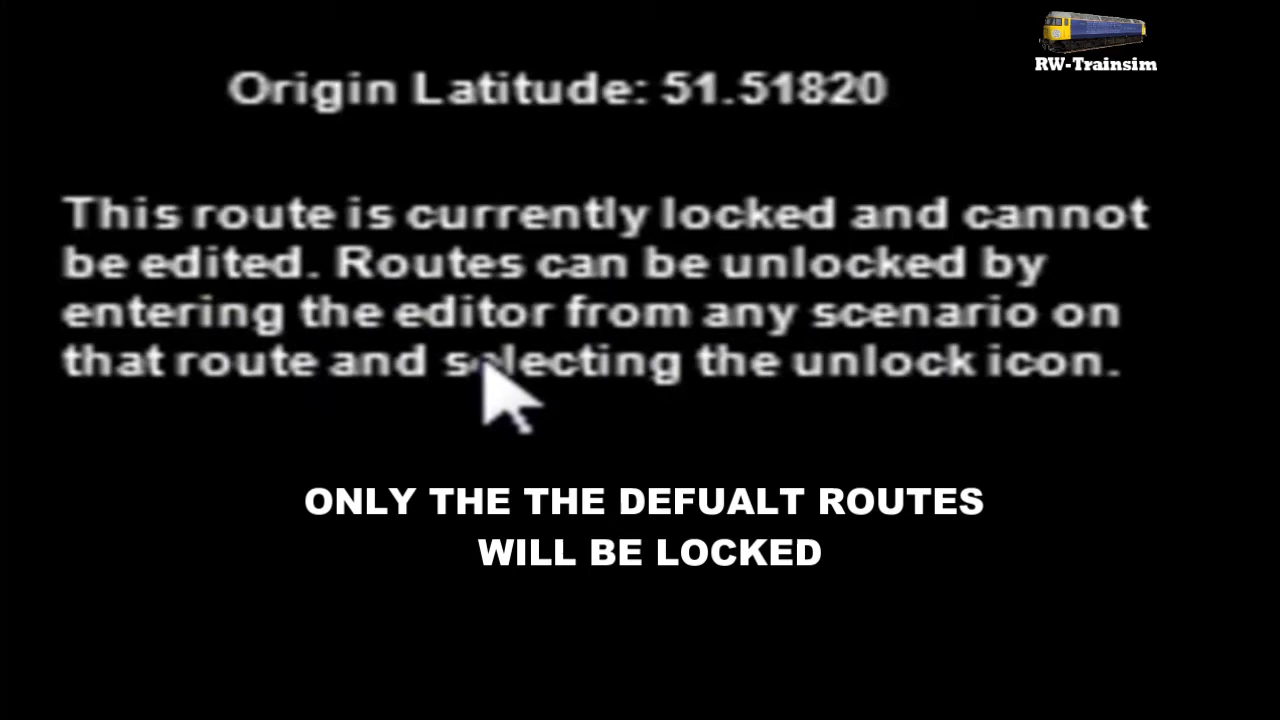 RW-Trainsim
Origin Latitude: 51.51820
This route is currently locked and cannot
be edited. Routes can be unlocked by
entering the editor from any scenario on
that route and selecting the unlock icon.
ONLY THE THE DEFUALT ROUTES
WILL BE LOCKED